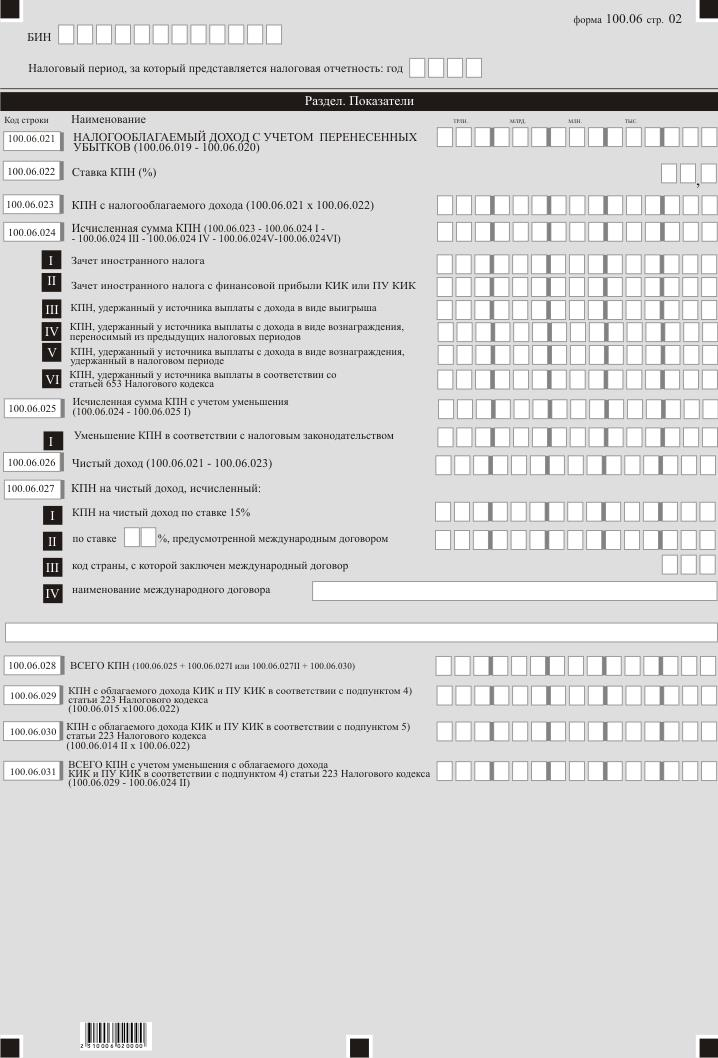 форма 100.06 стр. 02
БИН
Налоговый период, за который представляется налоговая отчетность: год
Раздел. Показатели
Код строки Наименование
ТРЛН. МЛРД. МЛН. ТЫС.
100.06.021 НАЛОГООБЛАГАЕМЫЙ ДОХОД С УЧЕТОМ ПЕРЕНЕСЕННЫХ
УБЫТКОВ (100.06.019 - 100.06.020)
100.06.022 Ставка КПН (%) ,
100.06.023 КПН с налогооблагаемого дохода (100.06.021 х 100.06.022)
100.06.024 Исчисленная сумма КПН (100.06.023 - 100.06.024 I -
- 100.06.024 III - 100.06.024 IV - 100.06.024V-100.06.024VI)
I Зачет иностранного налога
II Зачет иностранного налога с финансовой прибыли КИК или ПУ КИК
III КПН, удержанный у источника выплаты с дохода в виде выигрыша
IV КПН, удержанный у источника выплаты с дохода в виде вознаграждения,
переносимый из предыдущих налоговых периодов
V КПН, удержанный у источника выплаты с дохода в виде вознаграждения,
удержанный в налоговом периоде
VI КПН, удержанный у источника выплаты в соответствии со
статьей 653 Налогового кодекса
100.06.025 Исчисленная сумма КПН с учетом уменьшения
(100.06.024 - 100.06.025 I)
I Уменьшение КПН в соответствии с налоговым законодательством
100.06.026 Чистый доход (100.06.021 - 100.06.023)
100.06.027 КПН на чистый доход, исчисленный:
I КПН на чистый доход по ставке 15%
II по ставке %, предусмотренной международным договором
III код страны, с которой заключен международный договор
IV наименование международного договора
100.06.028 ВСЕГО КПН (100.06.025 + 100.06.027I или 100.06.027II + 100.06.030)
100.06.029 КПН с облагаемого дохода КИК и ПУ КИК в соответствии с подпунктом 4)
статьи 223 Налогового кодекса
(100.06.015 х100.06.022)
100.06.030 КПН с облагаемого дохода КИК и ПУ КИК в соответствии с подпунктом 5)
статьи 223 Налогового кодекса
(100.06.014 II х 100.06.022)
100.06.031 ВСЕГО КПН с учетом уменьшения с облагаемого дохода
КИК и ПУ КИК в соответствии с подпунктом 4) статьи 223 Налогового кодекса
(100.06.029 - 100.06.024 II)
2 310006 020000